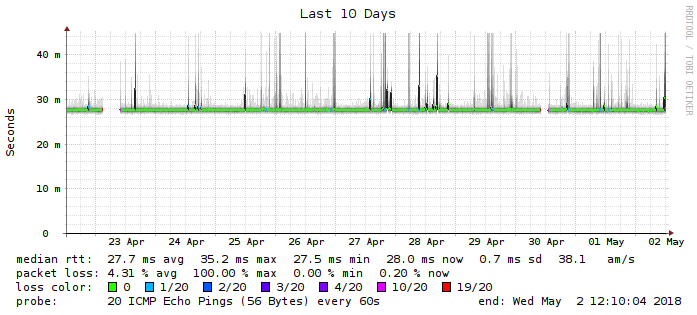 Last 10 Days
RRDTOOL / TOBI OETIKER
Seconds
40 m
30 m
20 m
10 m
0
23 Apr 24 Apr 25 Apr 26 Apr 27 Apr 28 Apr 29 Apr 30 Apr 01 May 02 May
median rtt: 27.7 ms avg 35.2 ms max 27.5 ms min 28.0 ms now 0.7 ms sd 38.1 am/s
packet loss: 4.31 % avg 100.00 % max 0.00 % min 0.20 % now
loss color: 0 1/20 2/20 3/20 4/20 10/20 19/20
probe: 20 ICMP Echo Pings (56 Bytes) every 60s end: Wed May 2 12:10:04 2018